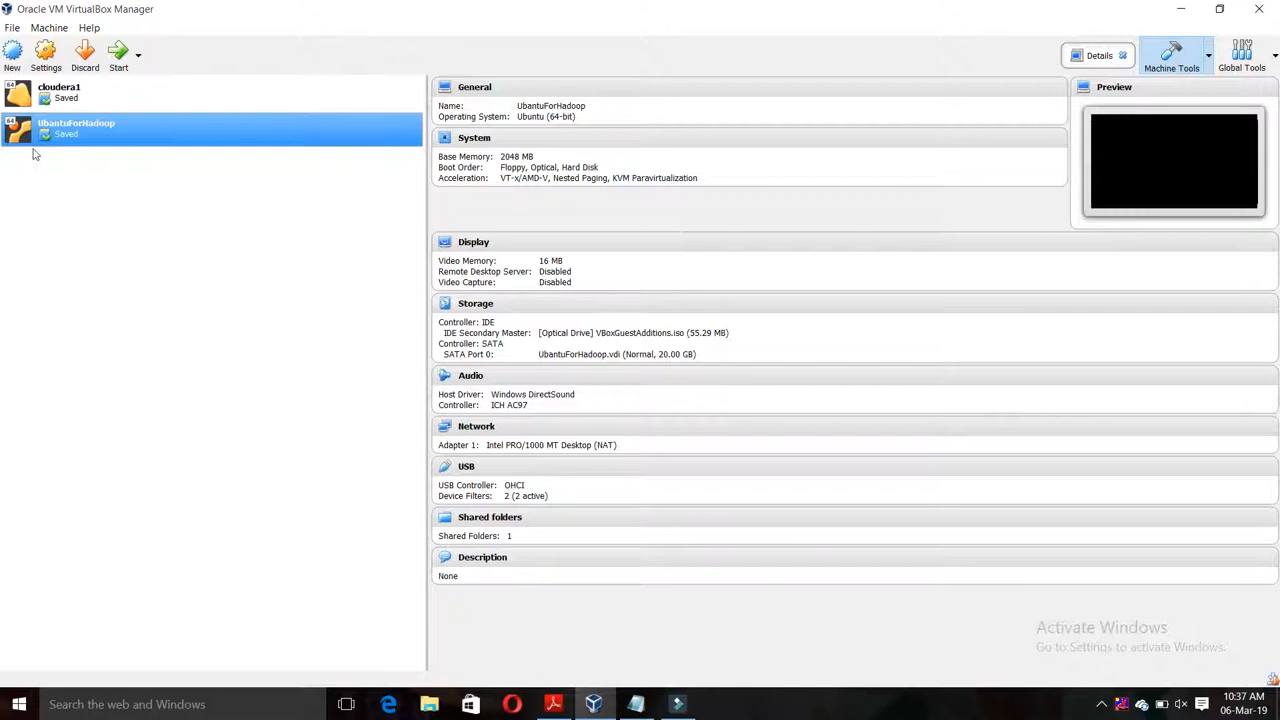 Oracle VM VirtualBox Manager
File Machine Help
New Settings Discard Start
Details Machine Tools Global Tools
64 cloudera1
Saved
64 UbantuForHadoop
Saved
General
Name: UbantuForHadoop
Operating System: Ubuntu (64-bit)
Preview
System
Base Memory: 2048 MB
Boot Order: Floppy, Optical, Hard Disk
Acceleration: VT-x/AMD-V, Nested Paging, KVM Paravirtualization
Display
Video Memory: 16 MB
Remote Desktop Server: Disabled
Video Capture: Disabled
Storage
Controller: IDE
IDE Secondary Master: [Optical Drive] VBoxGuestAdditions.iso (55.29 MB)
Controller: SATA
SATA Port 0: UbantuForHadoop.vdi (Normal, 20.00 GB)
Audio
Host Driver: Windows DirectSound
Controller: ICH AC97
Network
Adapter 1: Intel PRO/1000 MT Desktop (NAT)
USB
USB Controller: OHCI
Device Filters: 2 (2 active)
Shared folders
Shared Folders: 1
Description
None
Activate Windows
Go to Settings to activate Windows.
Search the web and Windows
10:37 AM
06-Mar-19